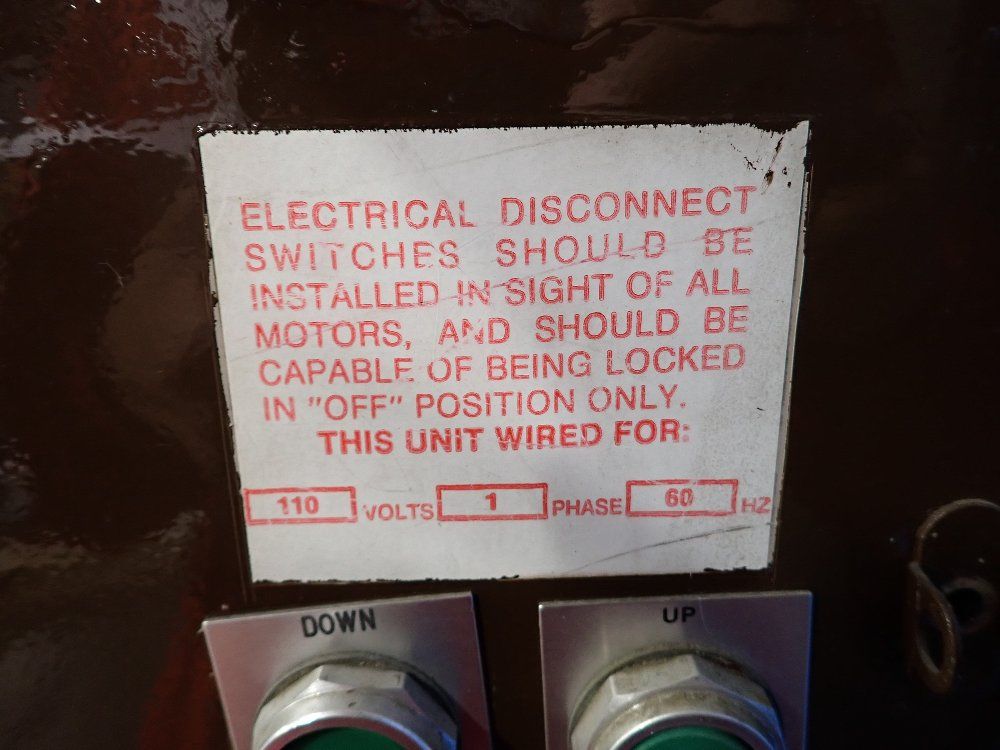 ELECTRICAL DISCONNECT
SWITCHES SHOULD BE
INSTALLED IN SIGHT OF ALL
MOTORS, AND SHOULD BE
CAPABLE OF BEING LOCKED
IN "OFF" POSITION ONLY.
THIS UNIT WIRED FOR:
110 VOLTS 1 PHASE 60 HZ
DOWN UP